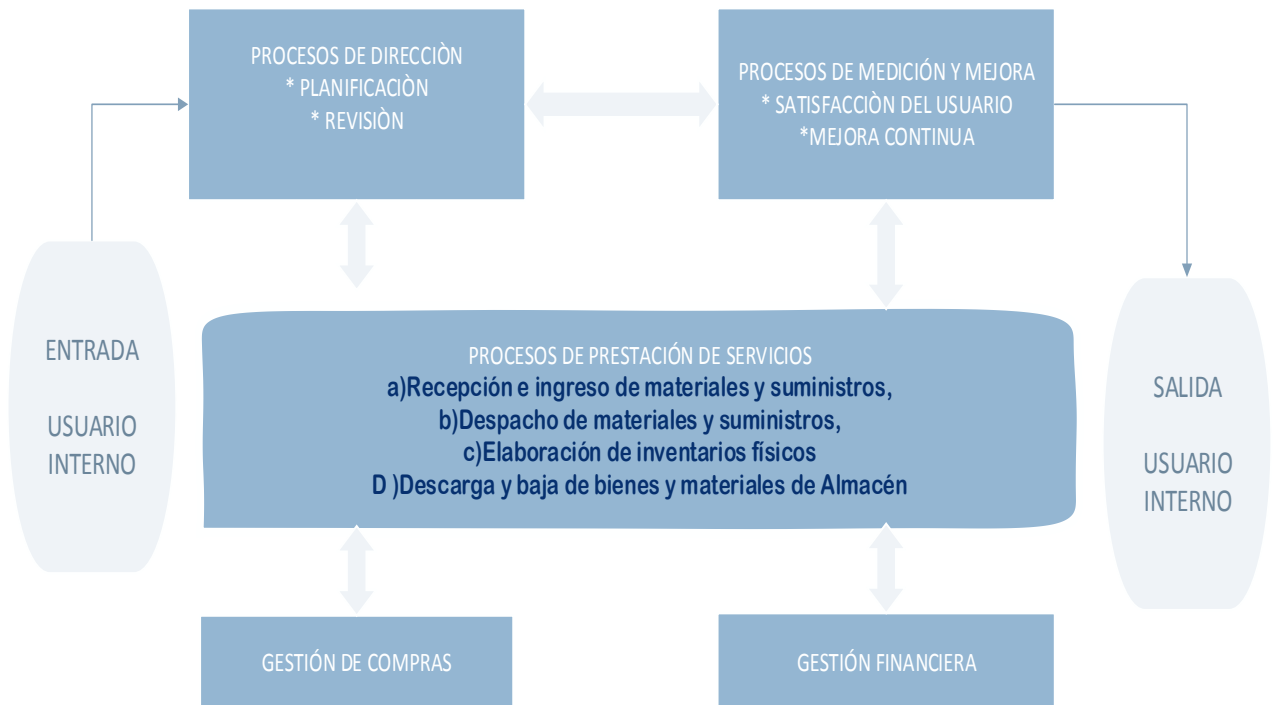 PROCESOS DE DIRECCIÒN
* PLANIFICACIÒN
* REVISIÒN
PROCESOS DE MEDICIÓN Y MEJORA
* SATISFACCIÒN DEL USUARIO
*MEJORA CONTINUA
ENTRADA
USUARIO
INTERNO
PROCESOS DE PRESTACIÓN DE SERVICIOS
a)Recepción e ingreso de materiales y suministros,
b)Despacho de materiales y suministros,
c)Elaboración de inventarios físicos
D )Descarga y baja de bienes y materiales de Almacén
SALIDA
USUARIO
INTERNO
GESTIÓN DE COMPRAS
GESTIÓN FINANCIERA